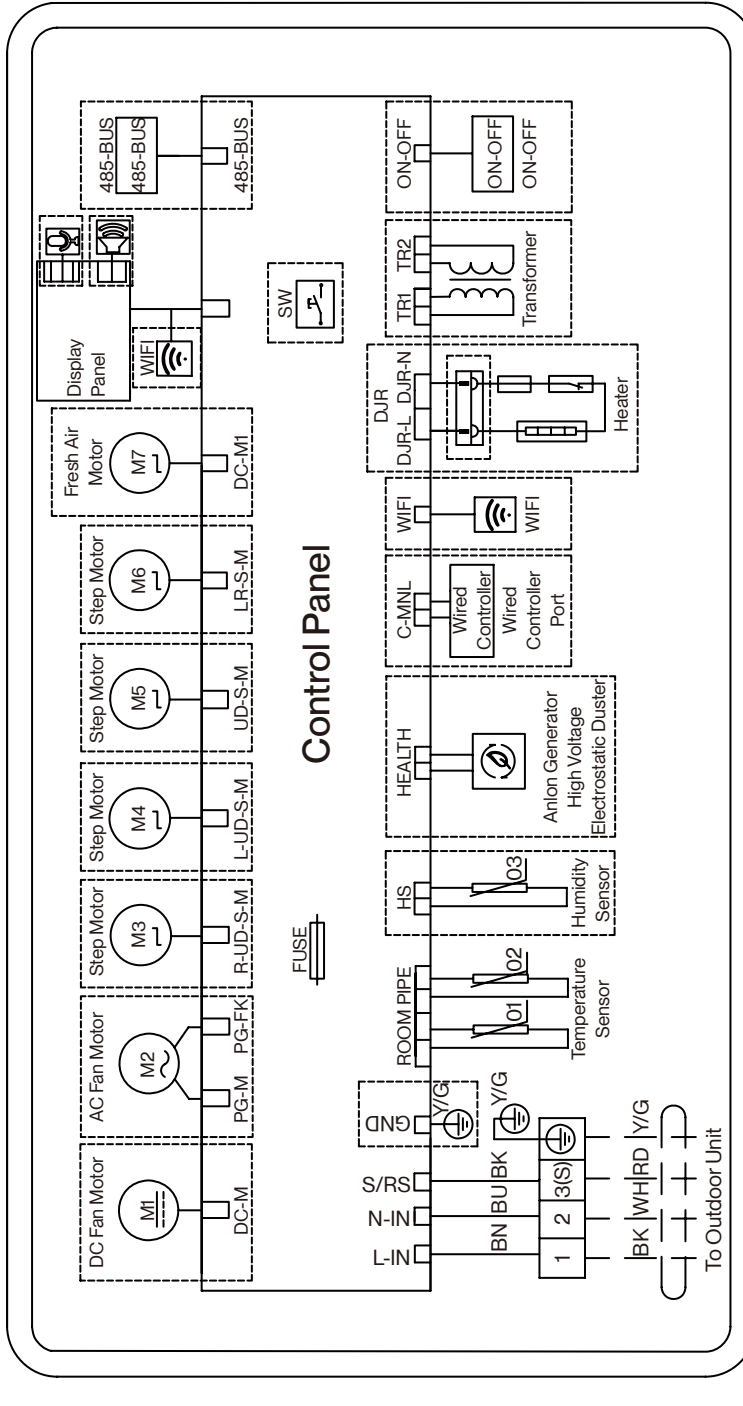 DC Fan Motor
M1
DC-M
AC Fan Motor
M2
PG-M
PG-FK
Step Motor
M3
R-UD-S-M
Step Motor
M4
L-UD-S-M
Step Motor
M5
UD-S-M
Step Motor
M6
LR-S-M
Fresh Air
Motor
M7
DC-M1
Display
Panel
WIFI
485-BUS
485-BUS
485-BUS
FUSE
Control Panel
SW
L-IN
N-IN
S/RS
GND
Y/G
BN
BU
BK
Y/G
1
2
3(S)
BK
WH
RD
Y/G
To Outdoor Unit
ROOM
PIPE
01
02
Temperature
Sensor
HS
03
Humidity
Sensor
HEALTH
Anlon Generator
High Voltage
Electrostatic Duster
C-MNL
Wired
Controller
Wired
Controller
Port
WIFI
WIFI
DJR
DJR-L
DJR-N
Heater
TR1
TR2
Transformer
ON-OFF
ON-OFF
ON-OFF